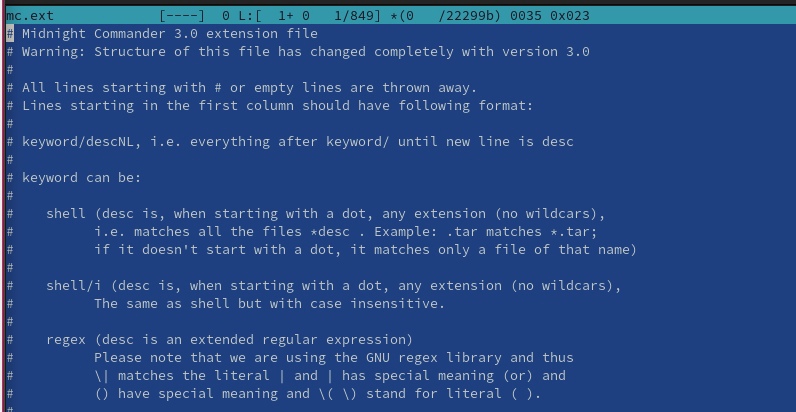 mc.ext             [----]  0 L:[  1+ 0   1/849] *(0   /22299b) 0035 0x023
# Midnight Commander 3.0 extension file
# Warning: Structure of this file has changed completely with version 3.0
#
# All lines starting with # or empty lines are thrown away.
# Lines starting in the first column should have following format:
#
# keyword/descNL, i.e. everything after keyword/ until new line is desc
#
# keyword can be:
#
#    shell (desc is, when starting with a dot, any extension (no wildcars),
#          i.e. matches all the files *desc . Example: .tar matches *.tar;
#          if it doesn't start with a dot, it matches only a file of that name)
#
#    shell/i (desc is, when starting with a dot, any extension (no wildcars),
#          The same as shell but with case insensitive.
#
#    regex (desc is an extended regular expression)
#          Please note that we are using the GNU regex library and thus
#          \| matches the literal | and | has special meaning (or) and
#          () have special meaning and \( \) stand for literal ( ).
#